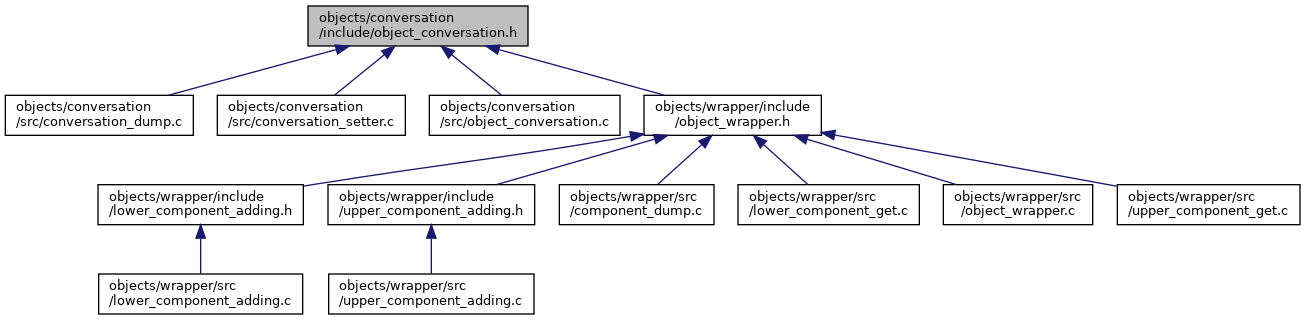 objects/conversation
/include/object_conversation.h
objects/conversation
/src/conversation_dump.c
objects/conversation
/src/conversation_setter.c
objects/conversation
/src/object_conversation.c
objects/wrapper/include
/object_wrapper.h
objects/wrapper/include
/lower_component_adding.h
objects/wrapper/include
/upper_component_adding.h
objects/wrapper/src
/component_dump.c
objects/wrapper/src
/lower_component_get.c
objects/wrapper/src
/object_wrapper.c
objects/wrapper/src
/upper_component_get.c
objects/wrapper/src
/lower_component_adding.c
objects/wrapper/src
/upper_component_adding.c